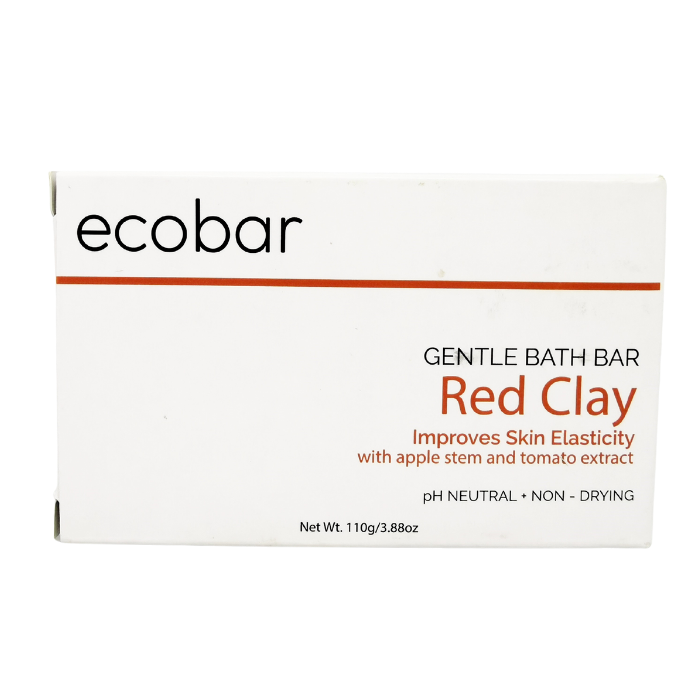 ecobar
GENTLE BATH BAR
Red Clay
Improves Skin Elasticity
with apple stem and tomato extract
pH NEUTRAL + NON - DRYING
Net Wt. 110g/3.88oz